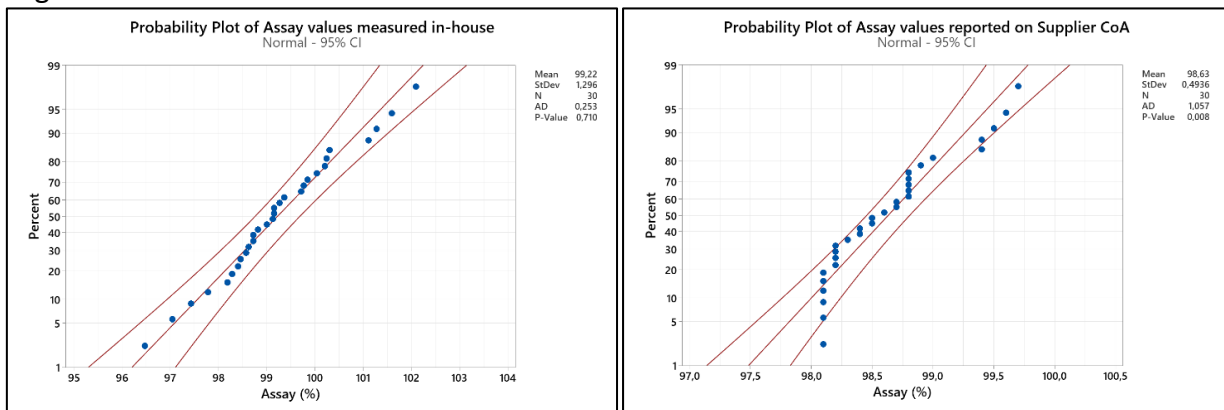 Probability Plot of Assay values measured in-house
Normal - 95% CI
Mean 99,22
StDev 1,296
N 30
AD 0,253
P-Value 0,710
99
95
90
80
70
60
50
40
30
20
10
5
1
Percent
95 96 97 98 99 100 101 102 103 104
Assay (%)
Probability Plot of Assay values reported on Supplier CoA
Normal - 95% CI
Mean 98,63
StDev 0,4936
N 30
AD 1,057
P-Value 0,008
99
95
90
80
70
60
50
40
30
20
10
5
1
Percent
97,0 97,5 98,0 98,5 99,0 99,5 100,0 100,5
Assay (%)